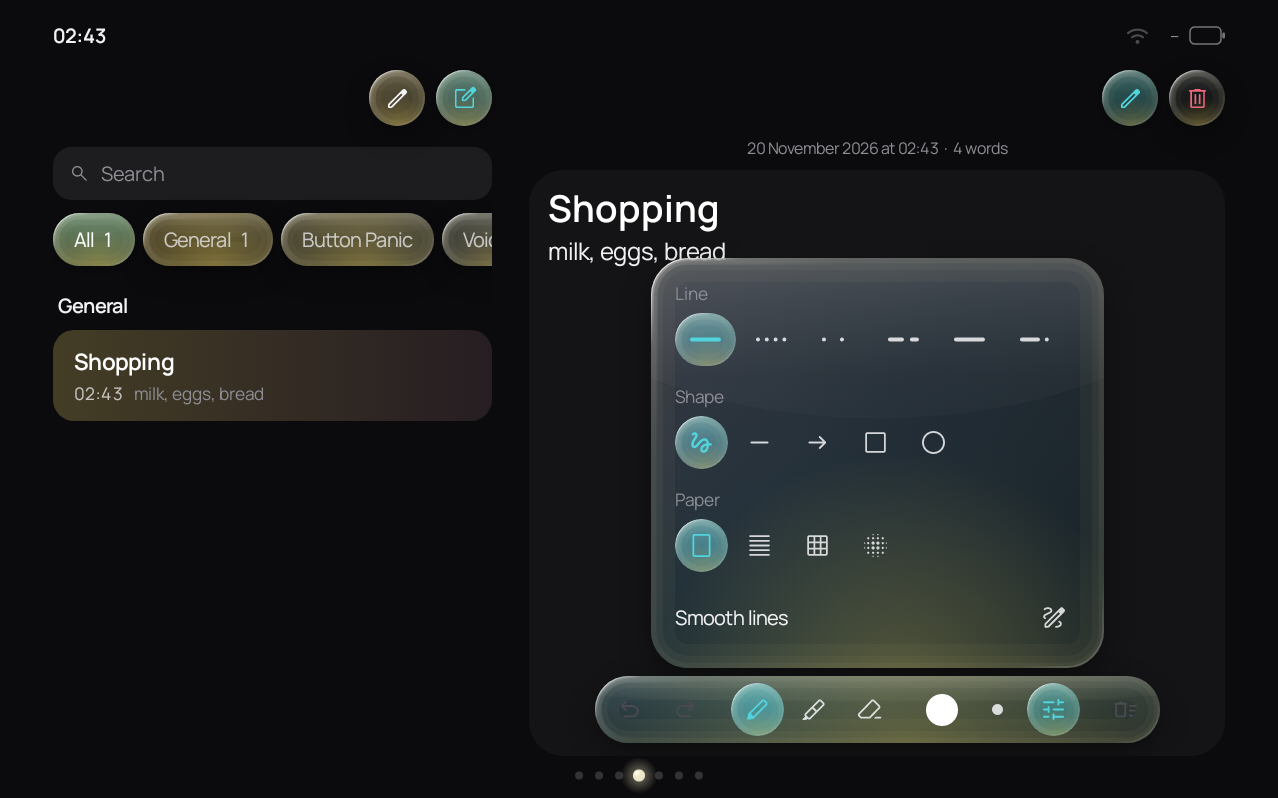 02:43
20 November 2026 at 02:43 · 4 words
Search
All 1
General 1
Button Panic
General
Shopping
02:43 milk, eggs, bread
Shopping
milk, eggs, bread
Line
Shape
Paper
Smooth lines